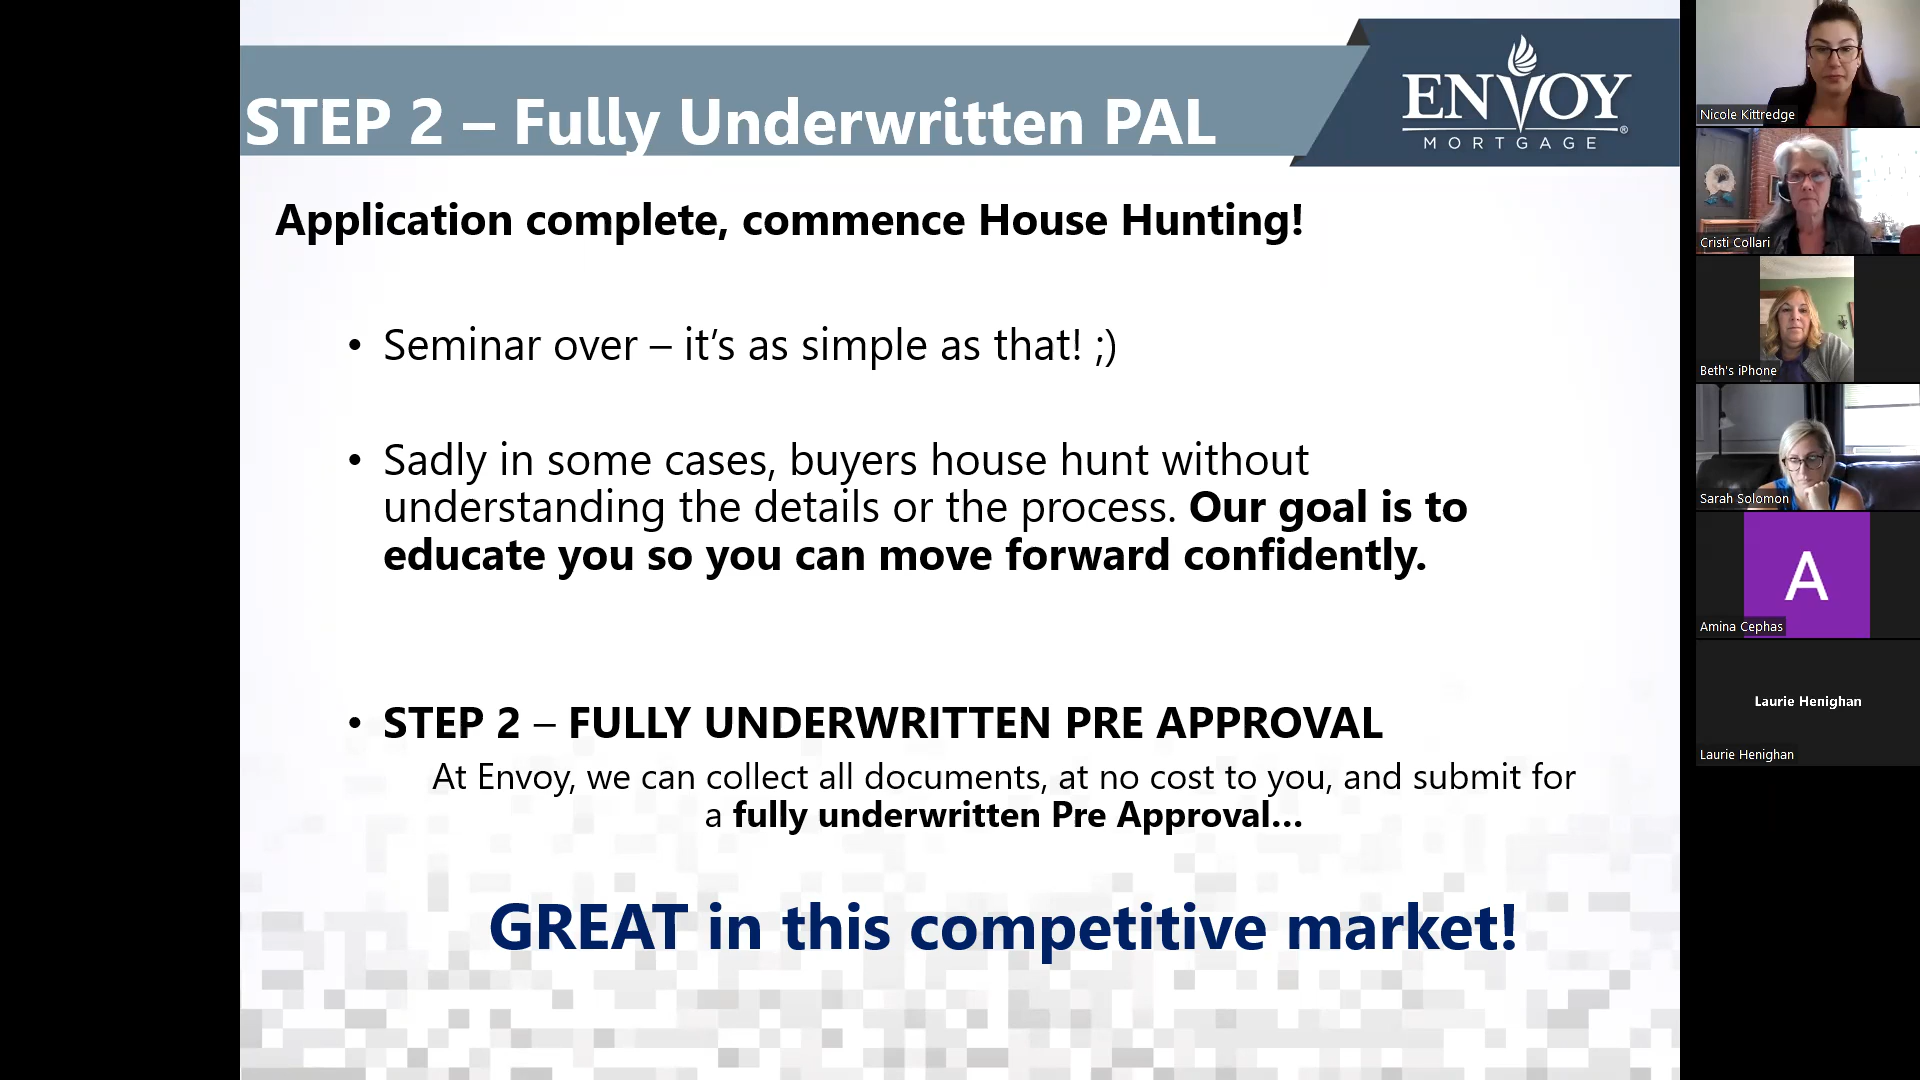 STEP 2 – Fully Underwritten PAL
ENVOY
MORTGAGE
®
Application complete, commence House Hunting!
• Seminar over – it’s as simple as that! ;)
• Sadly in some cases, buyers house hunt without
understanding the details or the process. Our goal is to
educate you so you can move forward confidently.
• STEP 2 – FULLY UNDERWRITTEN PRE APPROVAL
At Envoy, we can collect all documents, at no cost to you, and submit for
a fully underwritten Pre Approval...
GREAT in this competitive market!
Nicole Kittredge
Cristi Collari
Beth's iPhone
Sarah Solomon
A
Amina Cephas
Laurie Henighan
Laurie Henighan